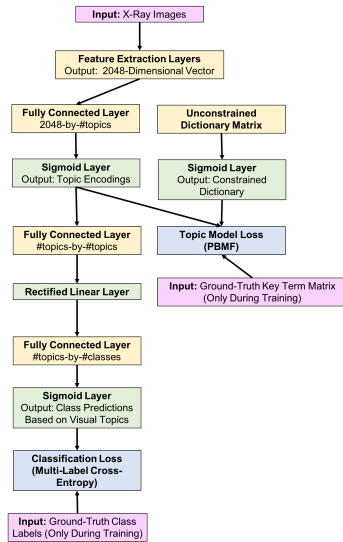 Input: X-Ray Images
Feature Extraction Layers
Output: 2048-Dimensional Vector
Fully Connected Layer
2048-by-#topics
Unconstrained
Dictionary Matrix
Sigmoid Layer
Output: Topic Encodings
Sigmoid Layer
Output: Constrained
Dictionary
Fully Connected Layer
#topics-by-#topics
Topic Model Loss
(PBMF)
Input: Ground-Truth Key Term Matrix
(Only During Training)
Rectified Linear Layer
Fully Connected Layer
#topics-by-#classes
Sigmoid Layer
Output: Class Predictions
Based on Visual Topics
Classification Loss
(Multi-Label Cross-
Entropy)
Input: Ground-Truth Class
Labels (Only During Training)